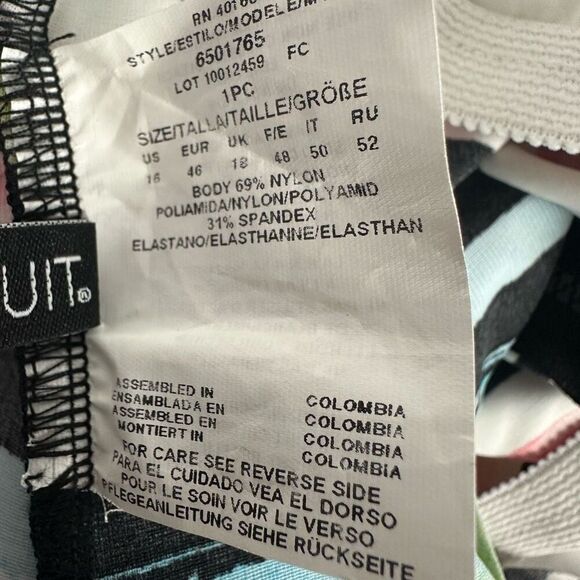 RN 40160
STYLE/ESTILO/MODELE/M
6501765
LOT 10012459 FC
1PC
SIZE/TALLA/TAILLE/GRÖßE
US EUR UK F/E IT RU
16 46 18 48 50 52
BODY 69% NYLON
POLIAMIDA/NYLON/POLYAMID
31% SPANDEX
ELASTANO/ELASTHANNE/ELASTHAN
UIT®
ASSEMBLED IN COLOMBIA
ENSAMBLADA EN COLOMBIA
ASSEMBLED EN COLOMBIA
MONTIERT IN COLOMBIA
FOR CARE SEE REVERSE SIDE
PARA EL CUIDADO VEA EL DORSO
POUR LE SOIN VOIR LE VERSO
PFLEGEANLEITUNG SIEHE RÜCKSEITE